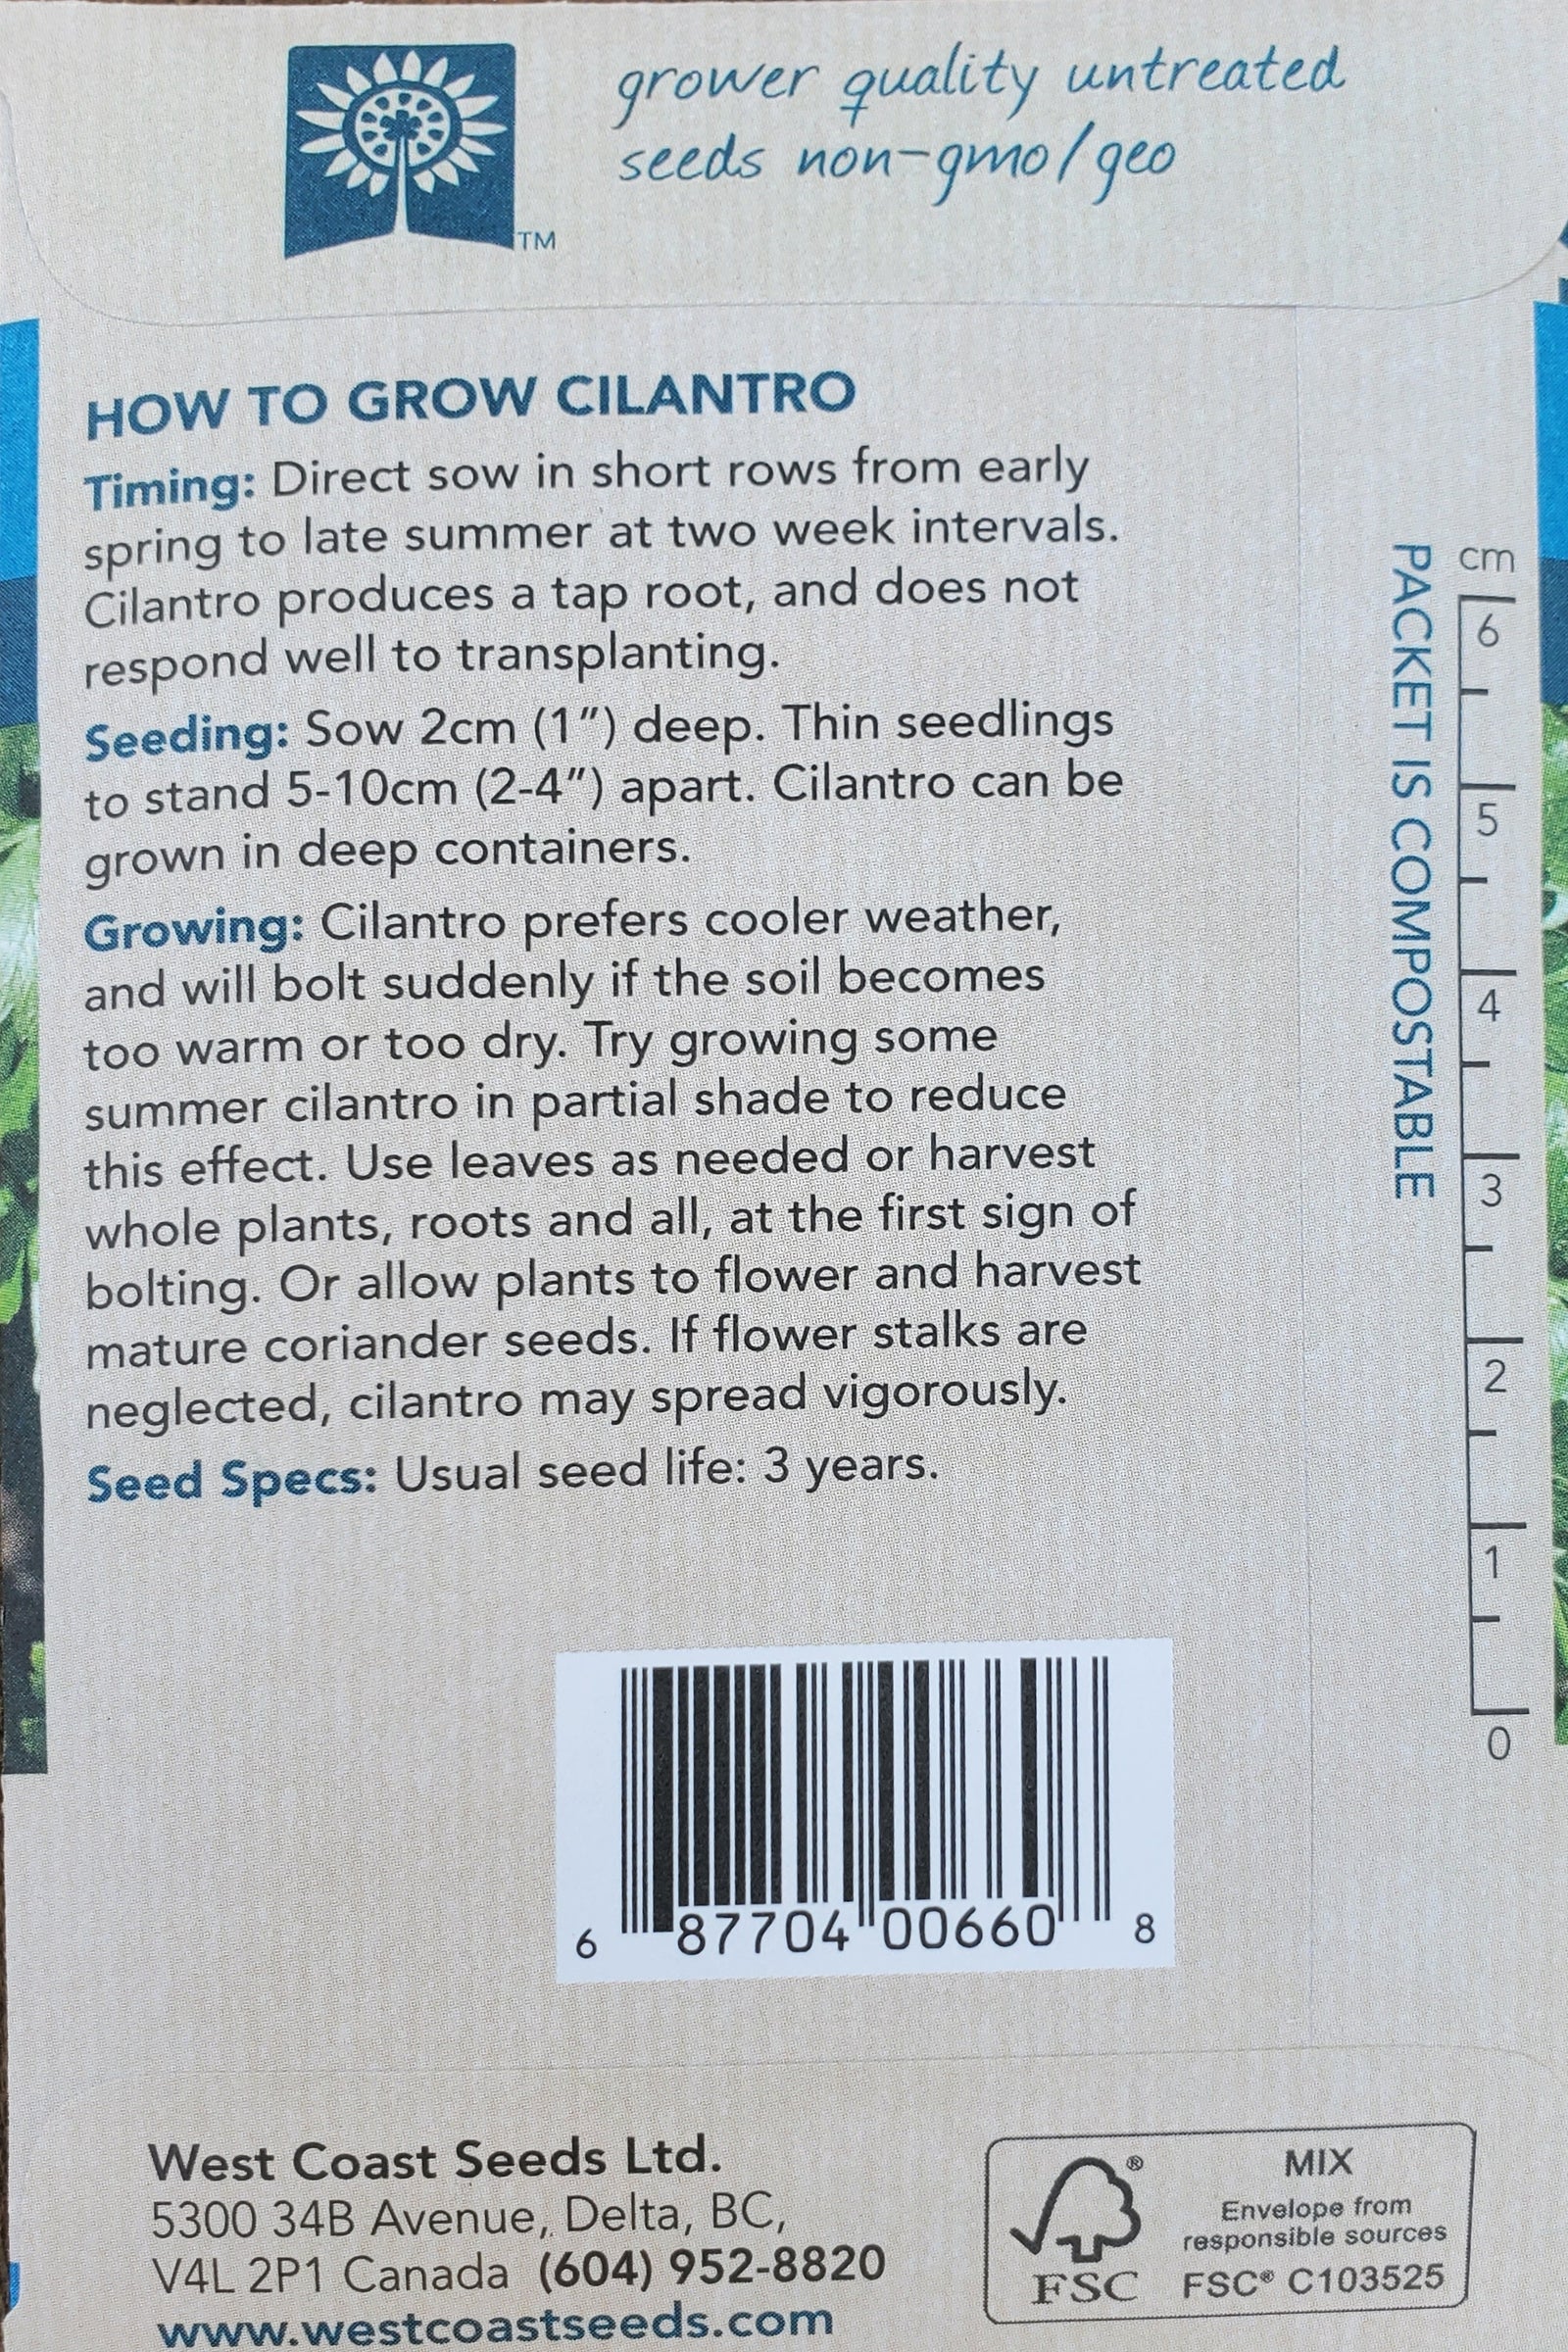 TM
grower quality untreated
seeds non-gmo/geo
HOW TO GROW CILANTRO
Timing: Direct sow in short rows from early
spring to late summer at two week intervals.
Cilantro produces a tap root, and does not
respond well to transplanting.
Seeding: Sow 2cm (1") deep. Thin seedlings
to stand 5-10cm (2-4") apart. Cilantro can be
grown in deep containers.
Growing: Cilantro prefers cooler weather,
and will bolt suddenly if the soil becomes
too warm or too dry. Try growing some
summer cilantro in partial shade to reduce
this effect. Use leaves as needed or harvest
whole plants, roots and all, at the first sign of
bolting. Or allow plants to flower and harvest
mature coriander seeds. If flower stalks are
neglected, cilantro may spread vigorously.
Seed Specs: Usual seed life: 3 years.
PACKET IS COMPOSTABLE
cm
6
5
4
3
2
1
0
6 87704 00660 8
West Coast Seeds Ltd.
5300 34B Avenue, Delta, BC,
V4L 2P1 Canada (604) 952-8820
www.westcoastseeds.com
®
FSC
MIX
Envelope from
responsible sources
FSC® C103525